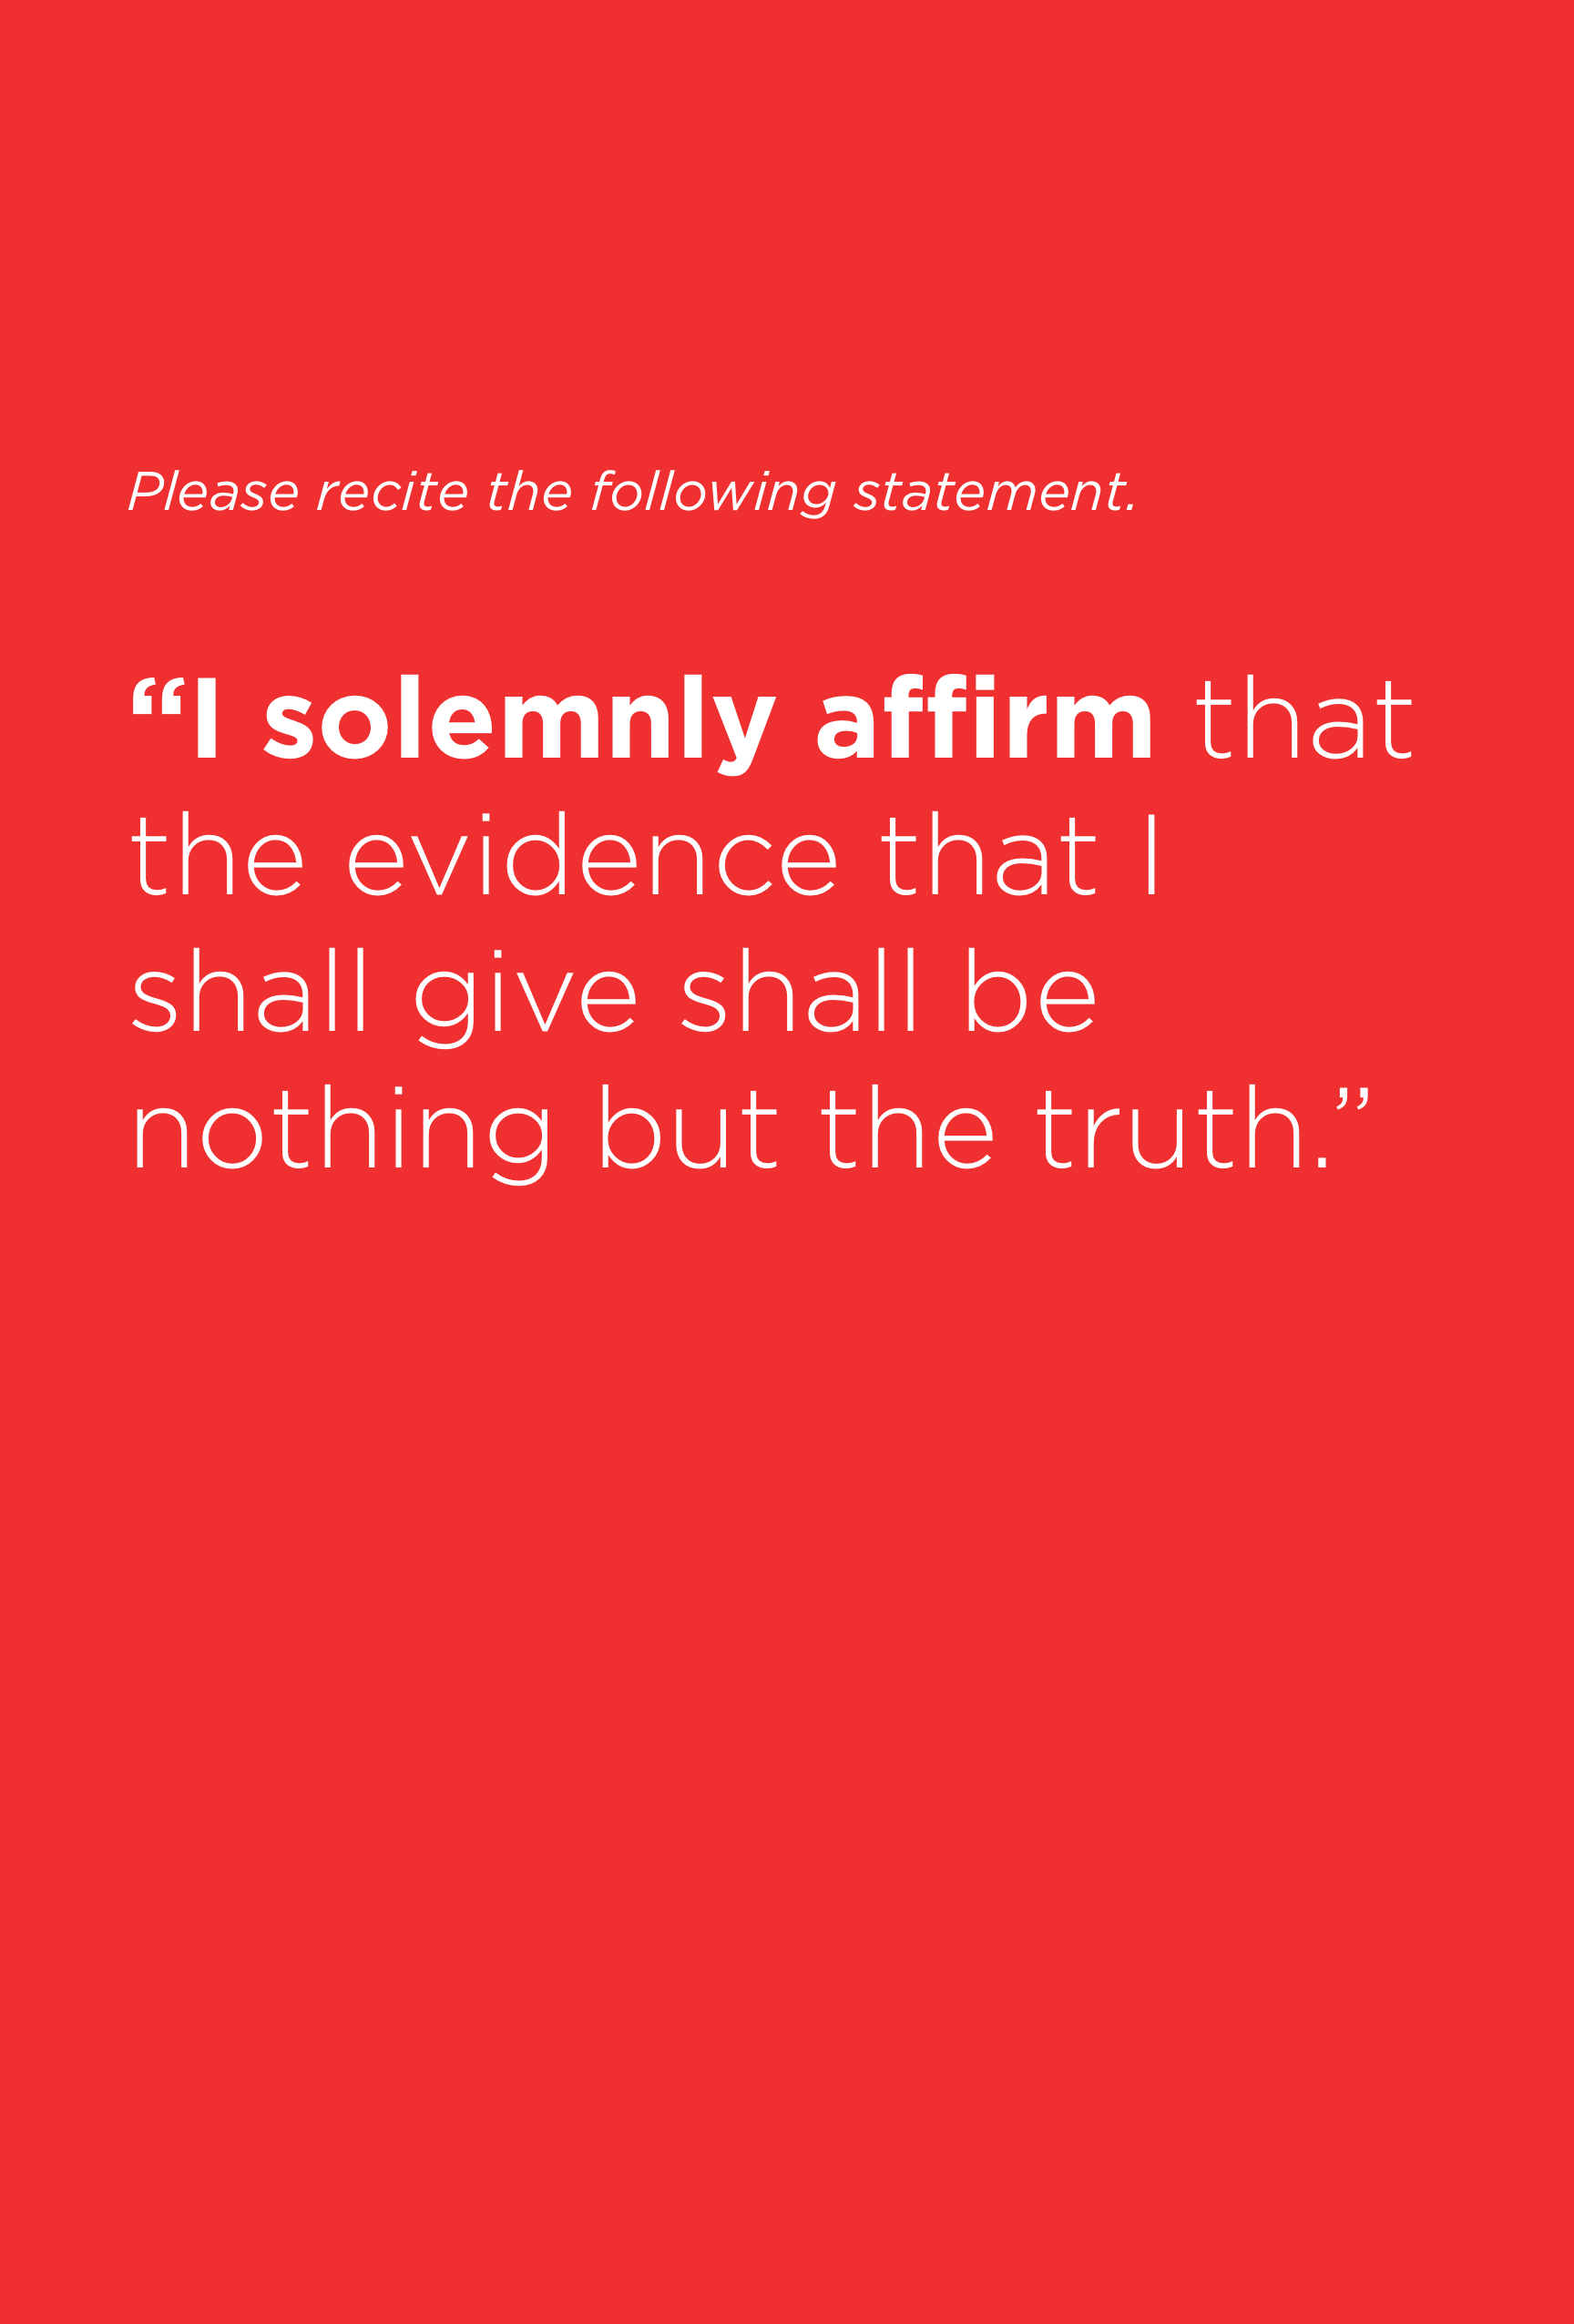 Please recite the following statement.
“I solemnly affirm that
the evidence that I
shall give shall be
nothing but the truth.”